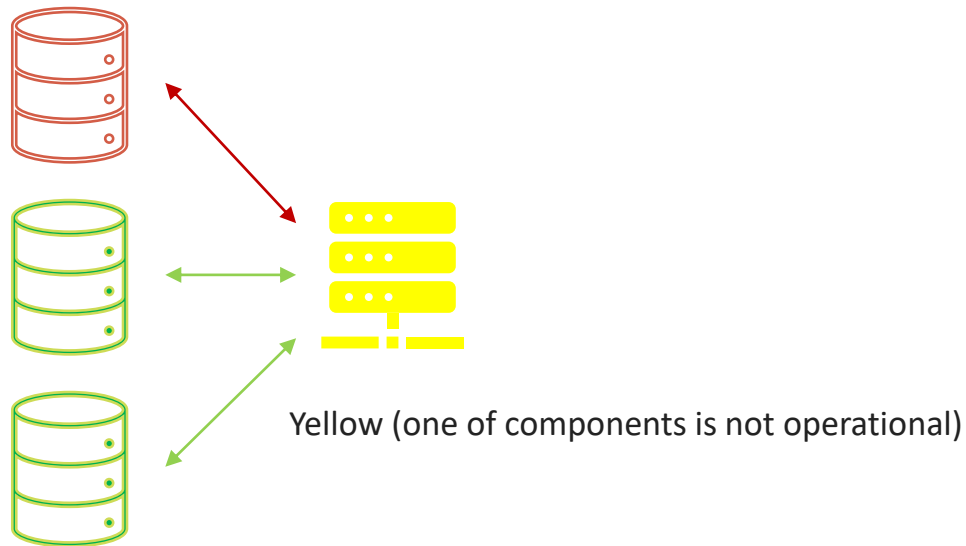 Yellow (one of components is not operational)